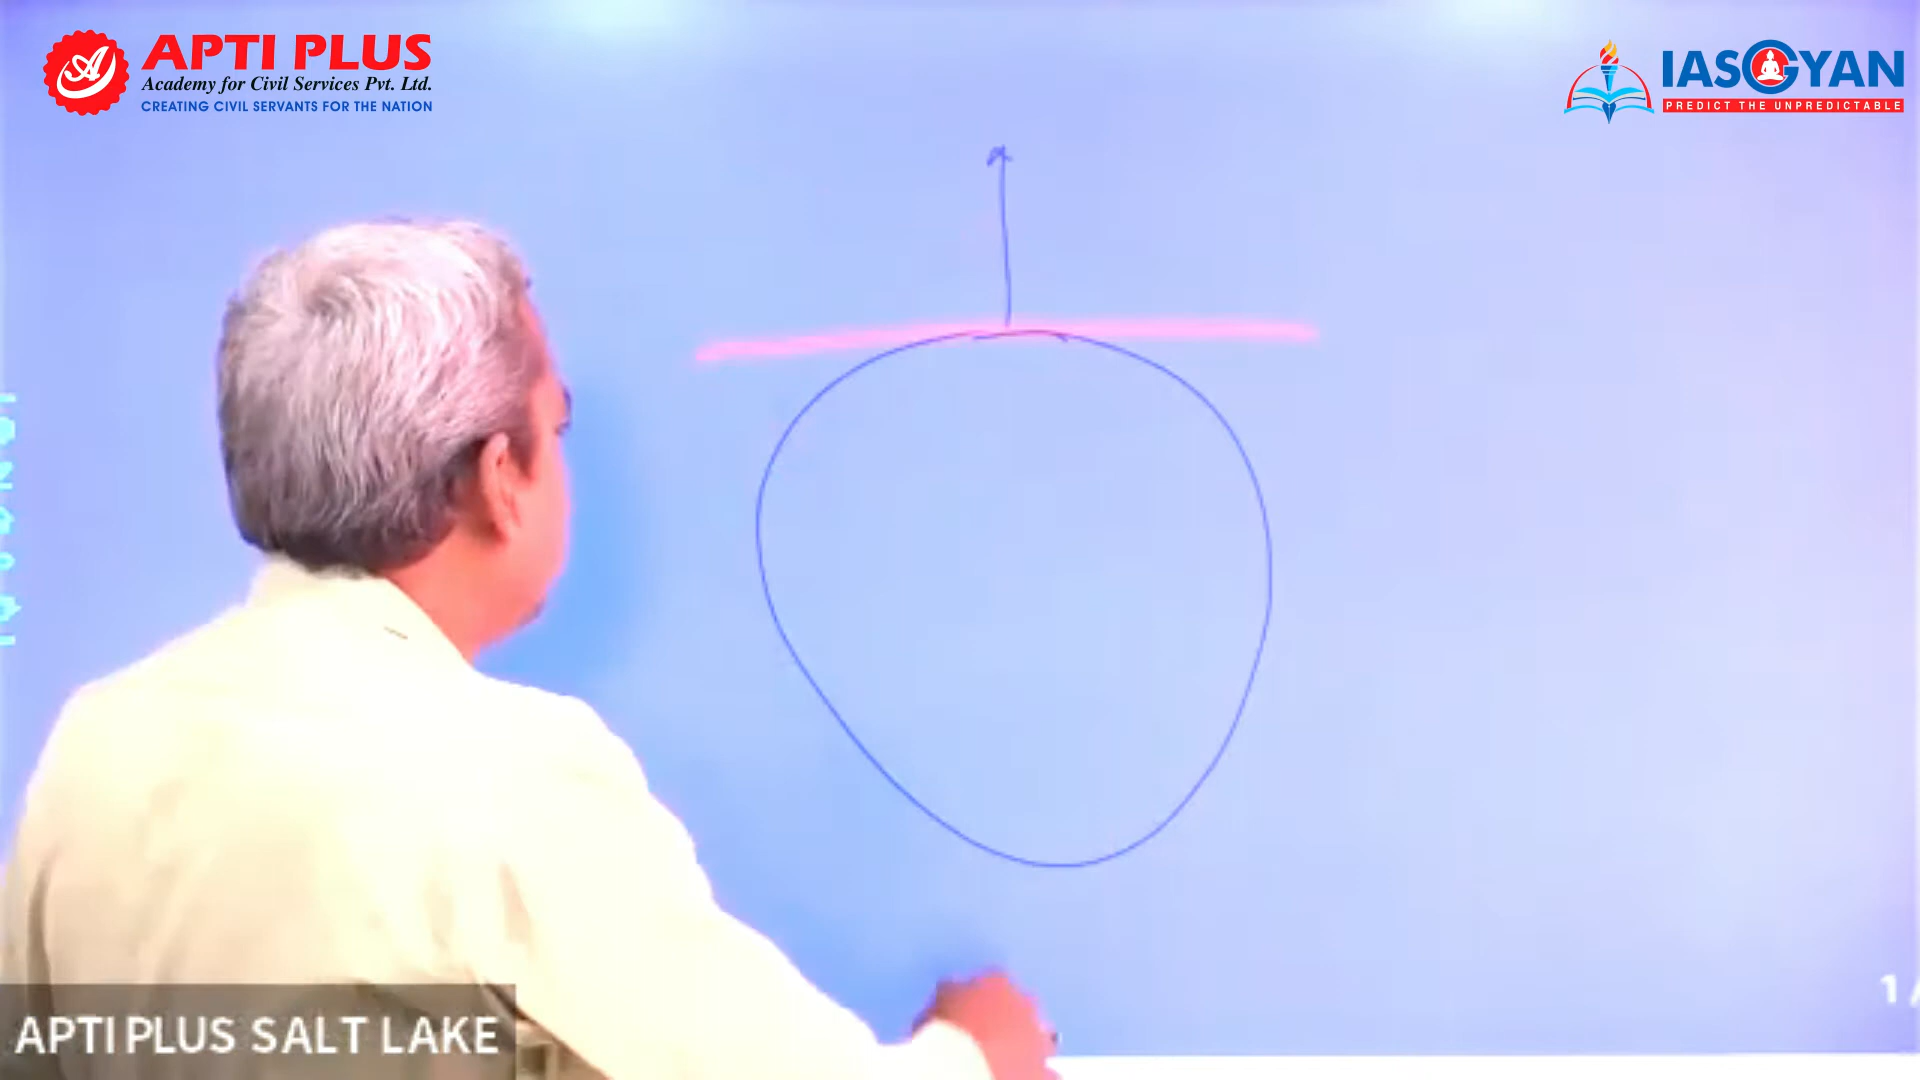 APTI PLUS
Academy for Civil Services Pvt. Ltd.
CREATING CIVIL SERVANTS FOR THE NATION
IASGYAN
PREDICT THE UNPREDICTABLE
1/
APTI PLUS SALT LAKE